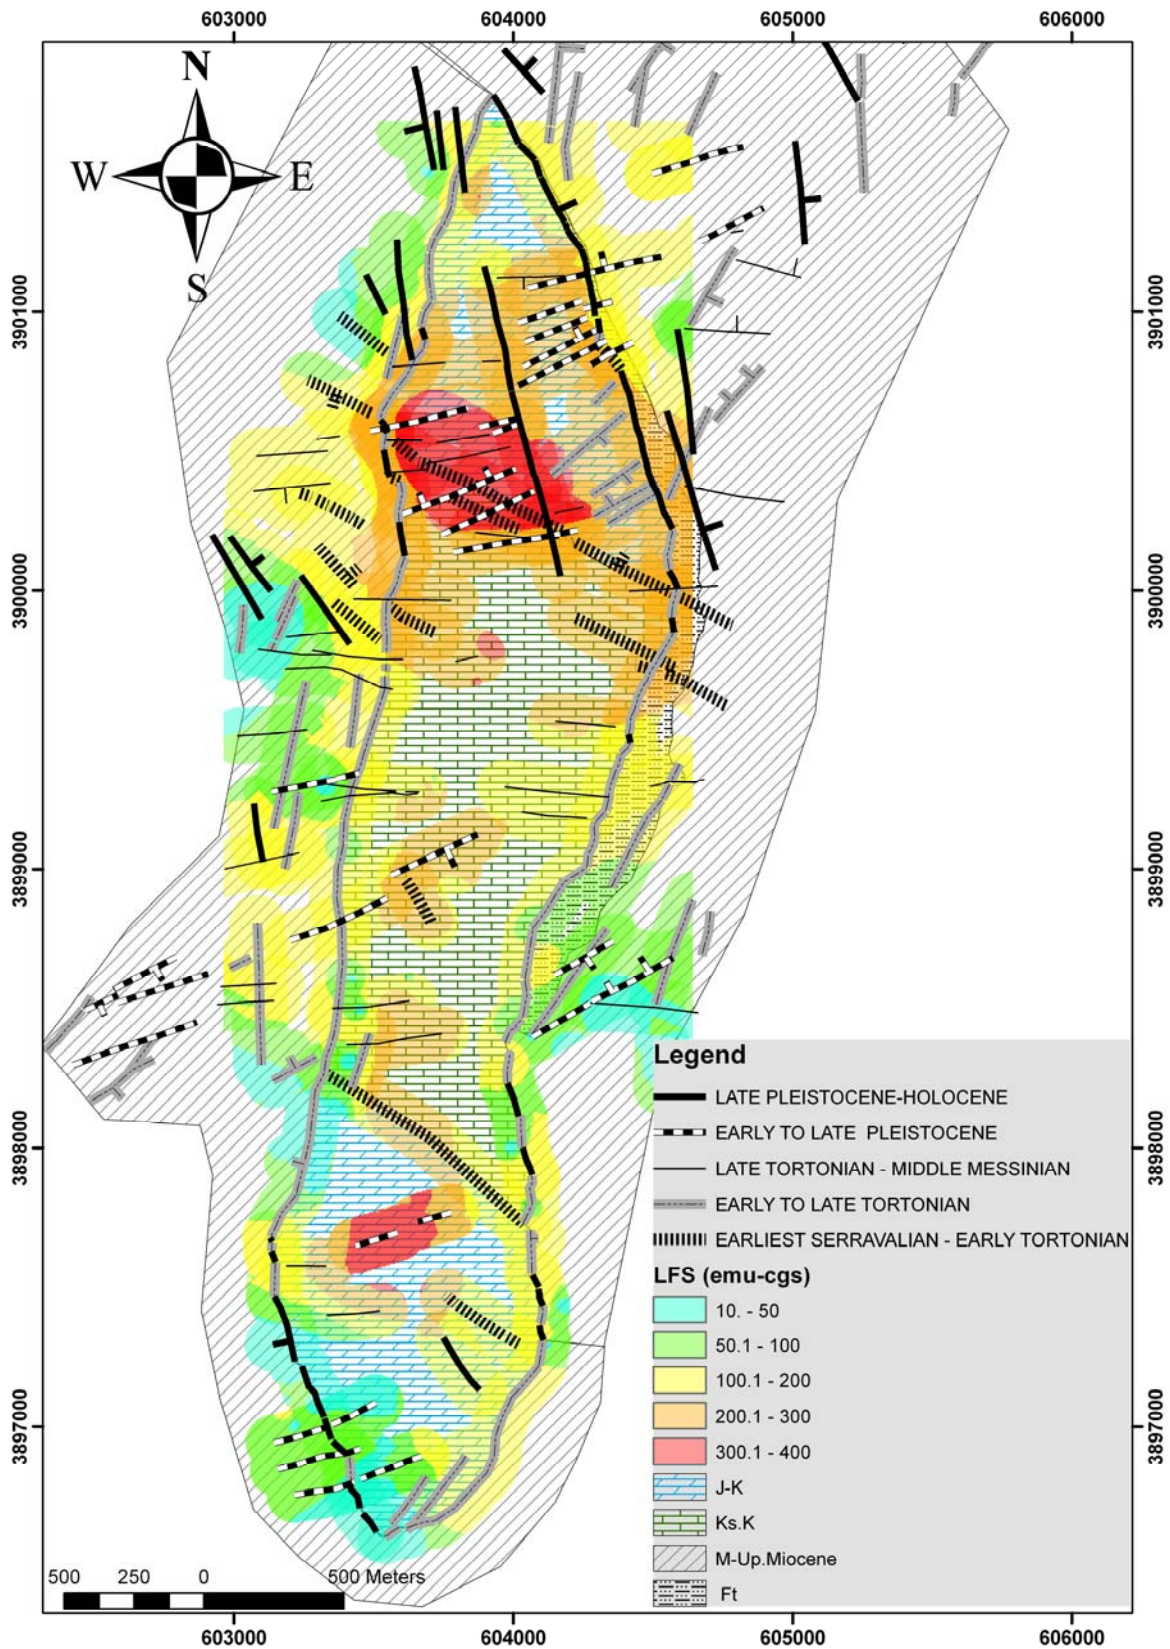 603000 604000 605000 606000
N
W E
S
3901000 3901000
3900000 3900000
3899000 3899000
3898000 3898000
3897000 3897000
Legend
LATE PLEISTOCENE-HOLOCENE
EARLY TO LATE PLEISTOCENE
LATE TORTONIAN - MIDDLE MESSINIAN
EARLY TO LATE TORTONIAN
EARLIEST SERRAVALIAN - EARLY TORTONIAN
LFS (emu-cgs)
10. - 50
50.1 - 100
100.1 - 200
200.1 - 300
300.1 - 400
J-K
Ks.K
M-Up.Miocene
Ft
500 250 0 500 Meters
603000 604000 605000 606000